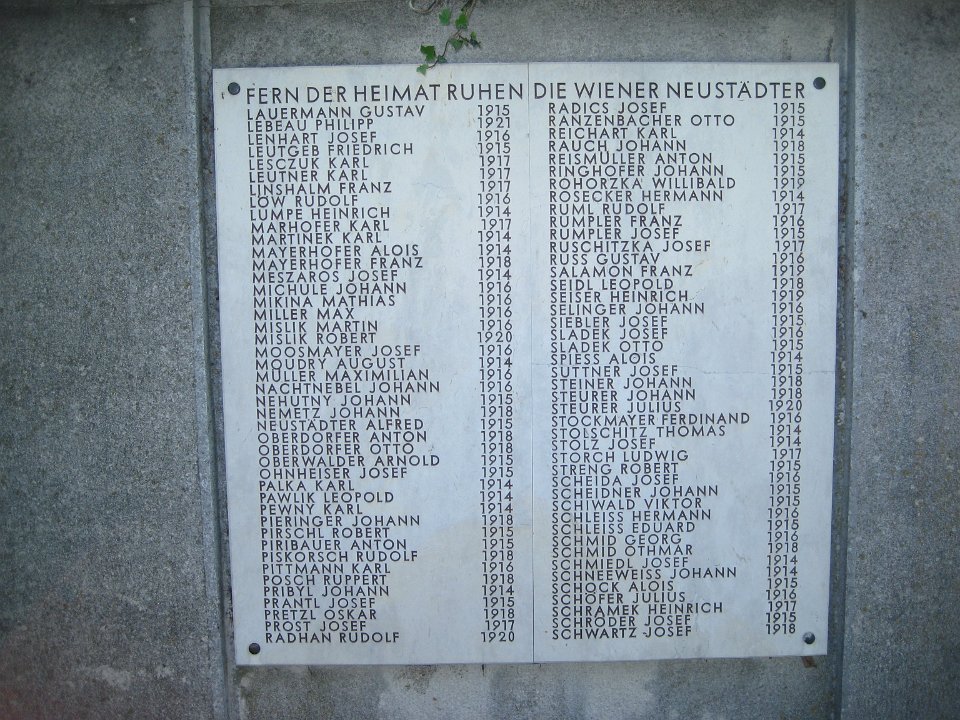 FERN DER HEIMAT RUHEN DIE WIENER NEUSTÄDTER
LAUERMANN GUSTAV 1915
LEBEAU PHILIPP 1921
LENHART JOSEF 1916
LEUTGEB FRIEDRICH 1915
LESCZUK KARL 1917
LEUTNER KARL 1917
LINSHALM FRANZ 1917
LÖW RUDOLF 1916
LUMPE HEINRICH 1914
MARHOFER KARL 1917
MARTINEK KARL 1914
MAYERHOFER ALOIS 1914
MAYERHOFER FRANZ 1918
MESZAROS JOSEF 1914
MICHULE JOHANN 1916
MIKINA MATHIAS 1916
MILLER MAX 1916
MISLIK MARTIN 1916
MISLIK ROBERT 1920
MOOSMAYER JOSEF 1916
MOUDRY AUGUST 1914
MÜLLER MAXIMILIAN 1916
NACHTNEBEL JOHANN 1916
NEHUTNY JOHANN 1915
NEMETZ JOHANN 1918
NEUSTÄDTER ALFRED 1915
OBERDORFER ANTON 1918
OBERDORFER OTTO 1918
OBERWALDER ARNOLD 1915
OHNHEISER JOSEF 1915
PALKA KARL 1914
PAWLIK LEOPOLD 1914
PEWNY KARL 1914
PIERINGER JOHANN 1918
PIRSCHL ROBERT 1915
PIRIBAUER ANTON 1915
PISKORSCH RUDOLF 1918
PITTMANN KARL 1916
POSCH RUPPERT 1918
PRIBYL JOHANN 1914
PRANTL JOSEF 1915
PRETZL OSKAR 1918
PROST JOSEF 1917
RADHAN RUDOLF 1920
RADICS JOSEF 1915
RANZENBACHER OTTO 1915
REICHART KARL 1914
RAUCH JOHANN 1918
REISMÜLLER ANTON 1915
RINGHOFER JOHANN 1915
ROHORZKA WILLIBALD 1919
ROSECKER HERMANN 1914
RUML RUDOLF 1917
RUMLER FRANZ 1916
RUMPLER JOSEF 1915
RUSCHITZKA JOSEF 1917
RUSS GUSTAV 1916
SALAMON FRANZ 1919
SEIDL LEOPOLD 1918
SEISER HEINRICH 1919
SELINGER JOHANN 1916
SIEBLER JOSEF 1915
SLADEK JOSEF 1916
SLADEK OTTO 1915
SPIESS ALOIS 1914
SUTTNER JOSEF 1915
STEINER JOHANN 1918
STEURER JOHANN 1918
STEURER JULIUS 1920
STOCKMAYER FERDINAND 1916
STOLSCHITZ THOMAS 1914
STOLZ JOSEF 1914
STORCH LUDWIG 1917
STRENG ROBERT 1915
SCHEIDA JOSEF 1916
SCHEIDNER JOHANN 1915
SCHIWALD VIKTOR 1915
SCHLEISS HERMANN 1916
SCHLEISS EDUARD 1915
SCHMID GEORG 1916
SCHMID OTHMAR 1918
SCHMIEDL JOSEF 1914
SCHNEEWEISS JOHANN 1914
SCHOCK ALOIS 1915
SCHÖFER JULIUS 1916
SCHRAMEK HEINRICH 1917
SCHRÖDER JOSEF 1915
SCHWARTZ JOSEF 1918